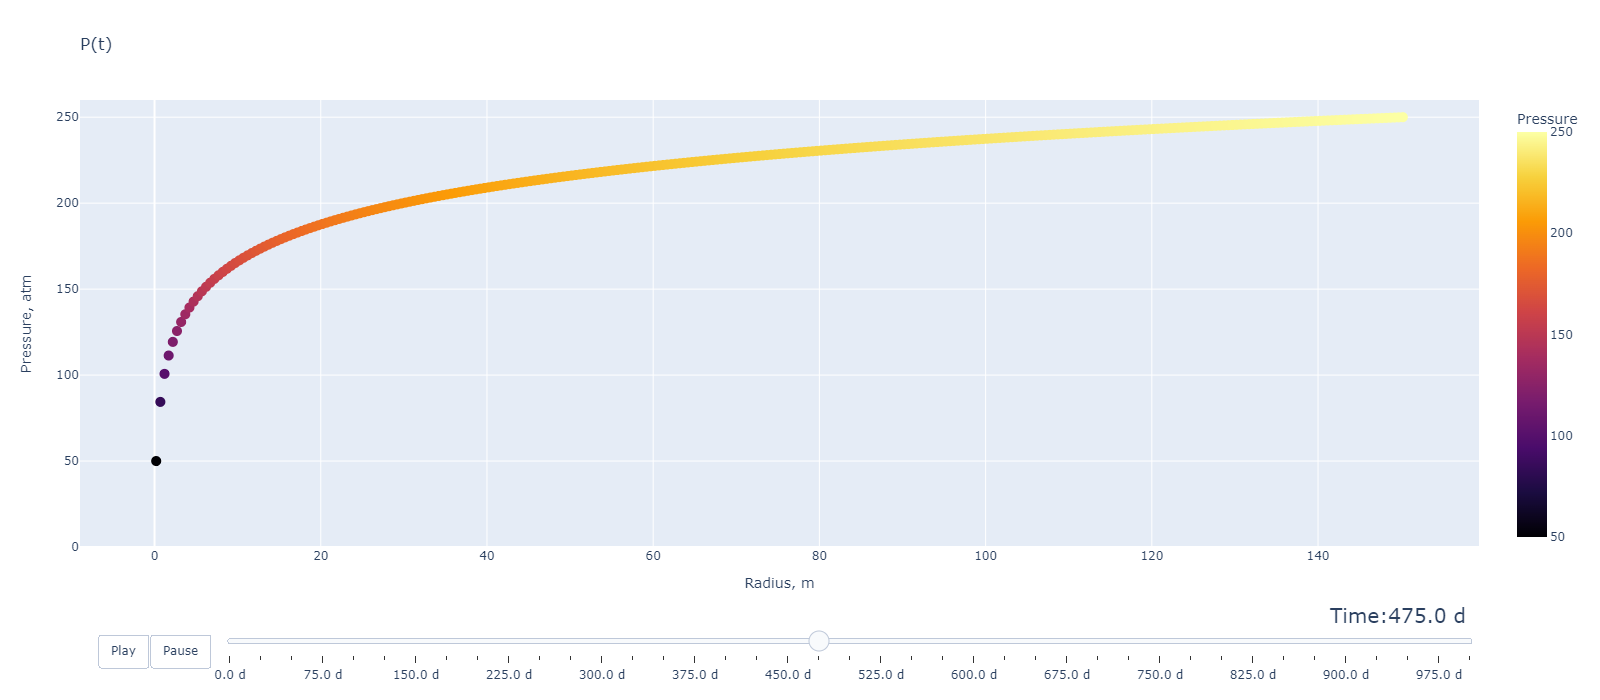 P(t)
Pressure
250
200
150
100
50
Pressure, atm
250
200
150
100
50
0
0 20 40 60 80 100 120 140
Radius, m
Time:475.0 d
Play Pause
0.0 d 75.0 d 150.0 d 225.0 d 300.0 d 375.0 d 450.0 d 525.0 d 600.0 d 675.0 d 750.0 d 825.0 d 900.0 d 975.0 d